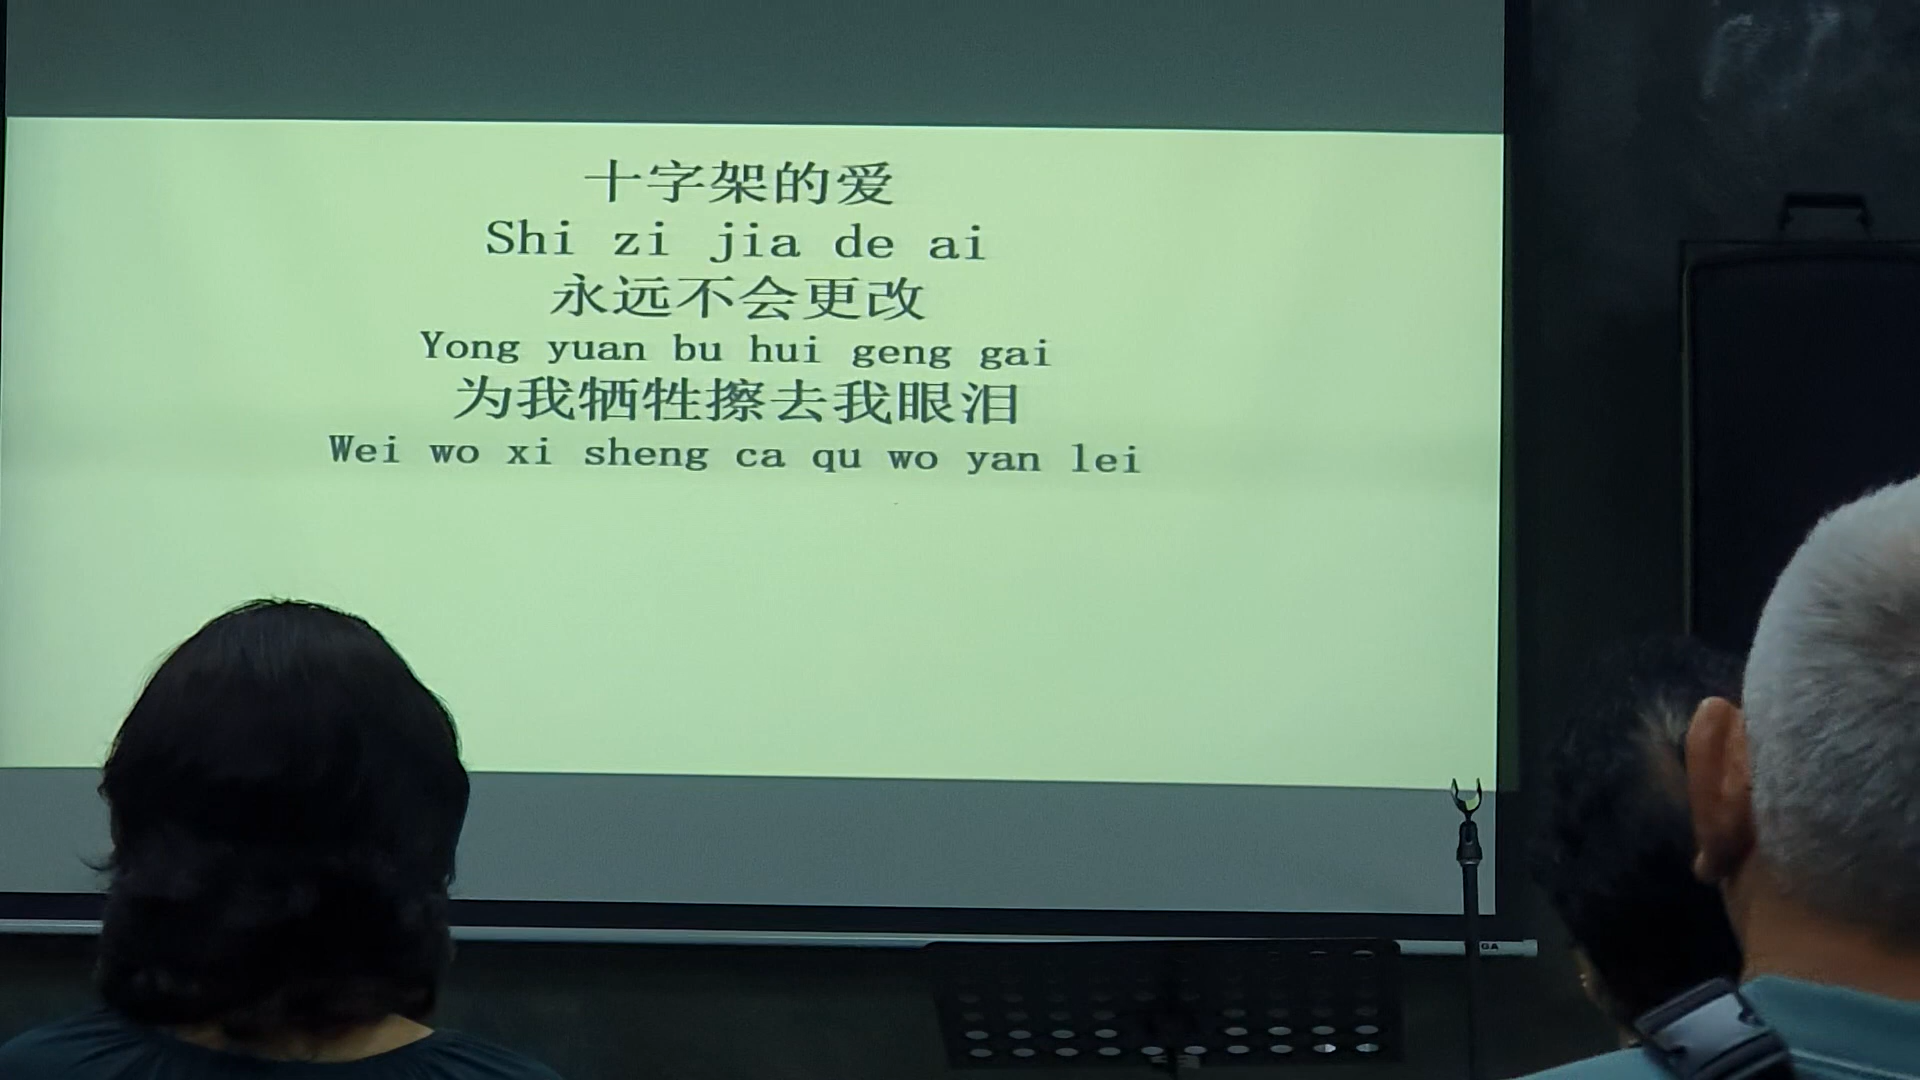 十字架的爱
Shi zi jia de ai
永远不会更改
Yong yuan bu hui geng gai
为我牺牲擦去我眼泪
Wei wo xi sheng ca qu wo yan lei
GA